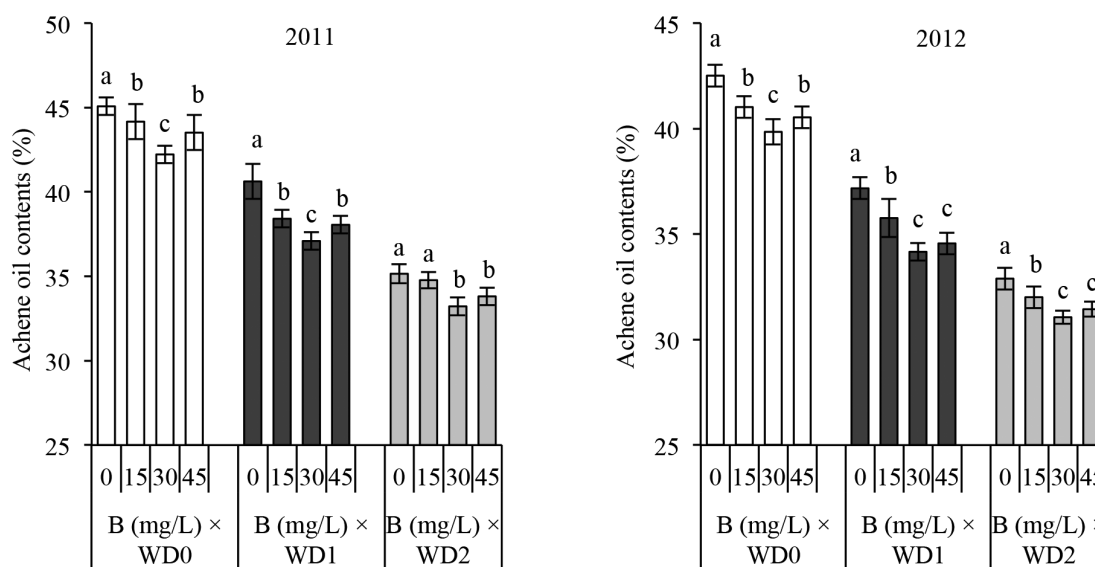 2011
Achene oil contents (%)
50
45
40
35
30
25
a b c b
a b c b
a a b b
0 15 30 45 0 15 30 45 0 15 30 45
B (mg/L) × B (mg/L) × B (mg/L) ×
WD0 WD1 WD2
2012
Achene oil contents (%)
45
40
35
30
25
a b c b
a b c c
a b c c
0 15 30 45 0 15 30 45 0 15 30 45
B (mg/L) × B (mg/L) × B (mg/L) ×
WD0 WD1 WD2